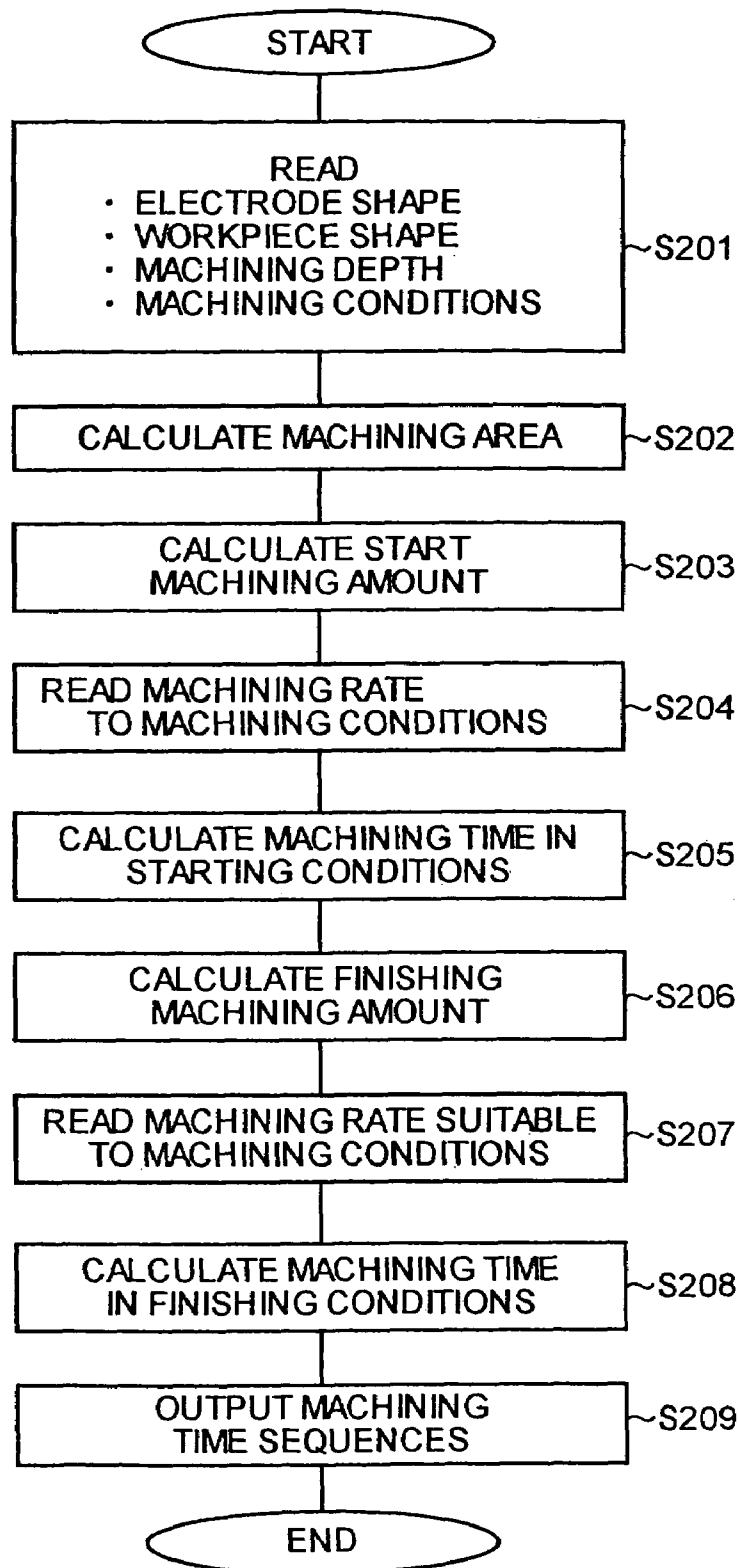 START
READ
・ ELECTRODE SHAPE
・ WORKPIECE SHAPE
・ MACHINING DEPTH
・ MACHINING CONDITIONS
~S201
CALCULATE MACHINING AREA
~S202
CALCULATE START
MACHINING AMOUNT
~S203
READ MACHINING RATE
TO MACHINING CONDITIONS
~S204
CALCULATE MACHINING TIME IN
STARTING CONDITIONS
~S205
CALCULATE FINISHING
MACHINING AMOUNT
~S206
READ MACHINING RATE SUITABLE
TO MACHINING CONDITIONS
~S207
CALCULATE MACHINING TIME
IN FINISHING CONDITIONS
~S208
OUTPUT MACHINING
TIME SEQUENCES
~S209
END